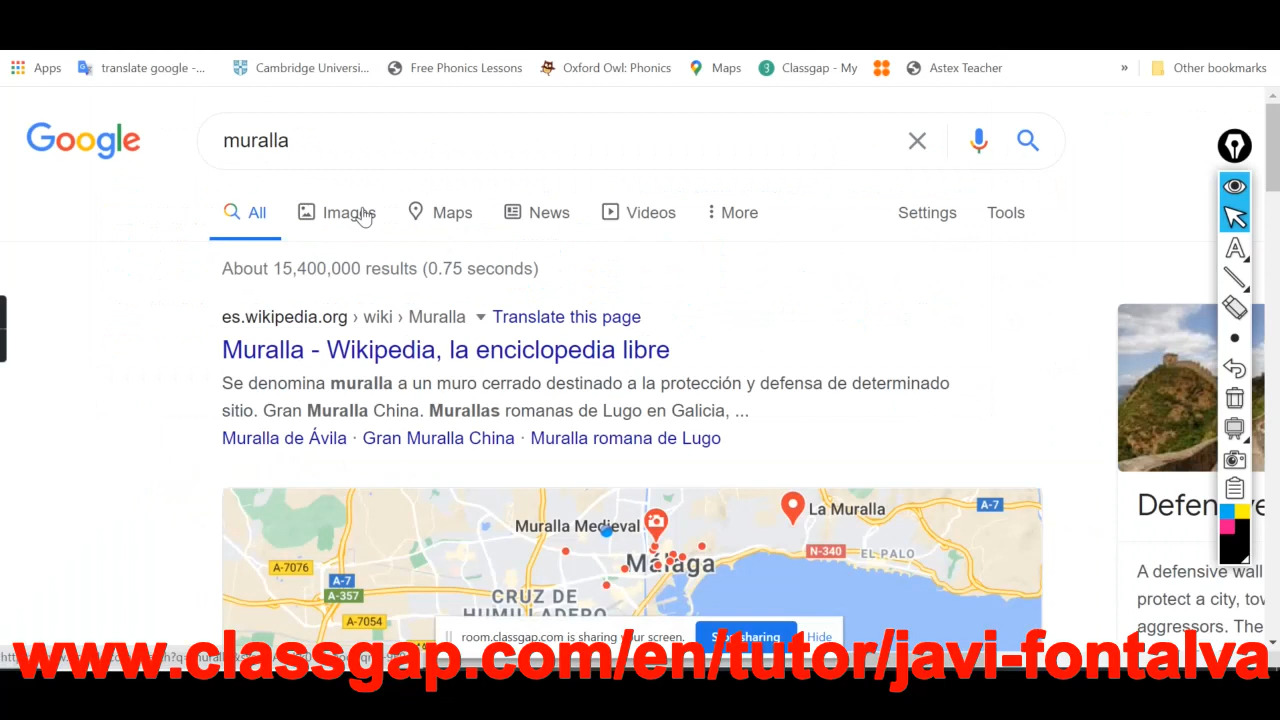 Apps translate google -... Cambridge Universi... Free Phonics Lessons Oxford Owl: Phonics Maps Classgap - My Astex Teacher » Other bookmarks
Google muralla
All Images Maps News Videos More Settings Tools
About 15,400,000 results (0.75 seconds)
es.wikipedia.org › wiki › Muralla Translate this page
Muralla - Wikipedia, la enciclopedia libre
Se denomina muralla a un muro cerrado destinado a la protección y defensa de determinado
sitio. Gran Muralla China. Murallas romanas de Lugo en Galicia, ...
Muralla de Ávila · Gran Muralla China · Muralla romana de Lugo
A-7
La Muralla
Muralla Medieval
N-340 EL PALO
Málaga
A-7076
A-7
A-357
CRUZ DE
HUMILLADERO
A-7054
A defensive wall
protect a city,
aggressors. The
room.classgap.com is sharing your screen. Stop sharing Hide
www.classgap.com/en/tutor/javi-fontalva